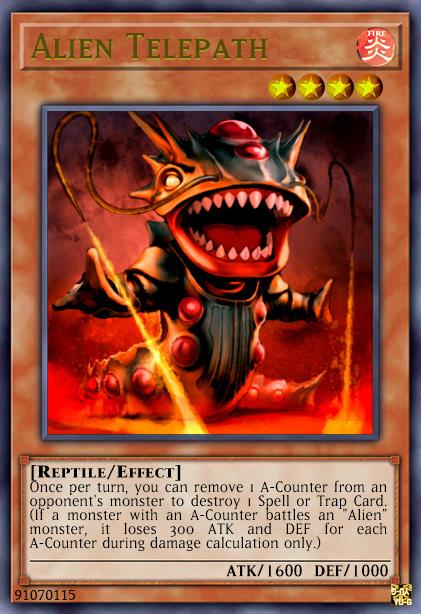 Alien Telepath
FIRE
炎
[Reptile/Effect]
Once per turn, you can remove 1 A-Counter from an
opponent's monster to destroy 1 Spell or Trap Card.
(If a monster with an A-Counter battles an "Alien"
monster, it loses 300 ATK and DEF for each
A-Counter during damage calculation only.)
ATK/1600 DEF/1000
91070115